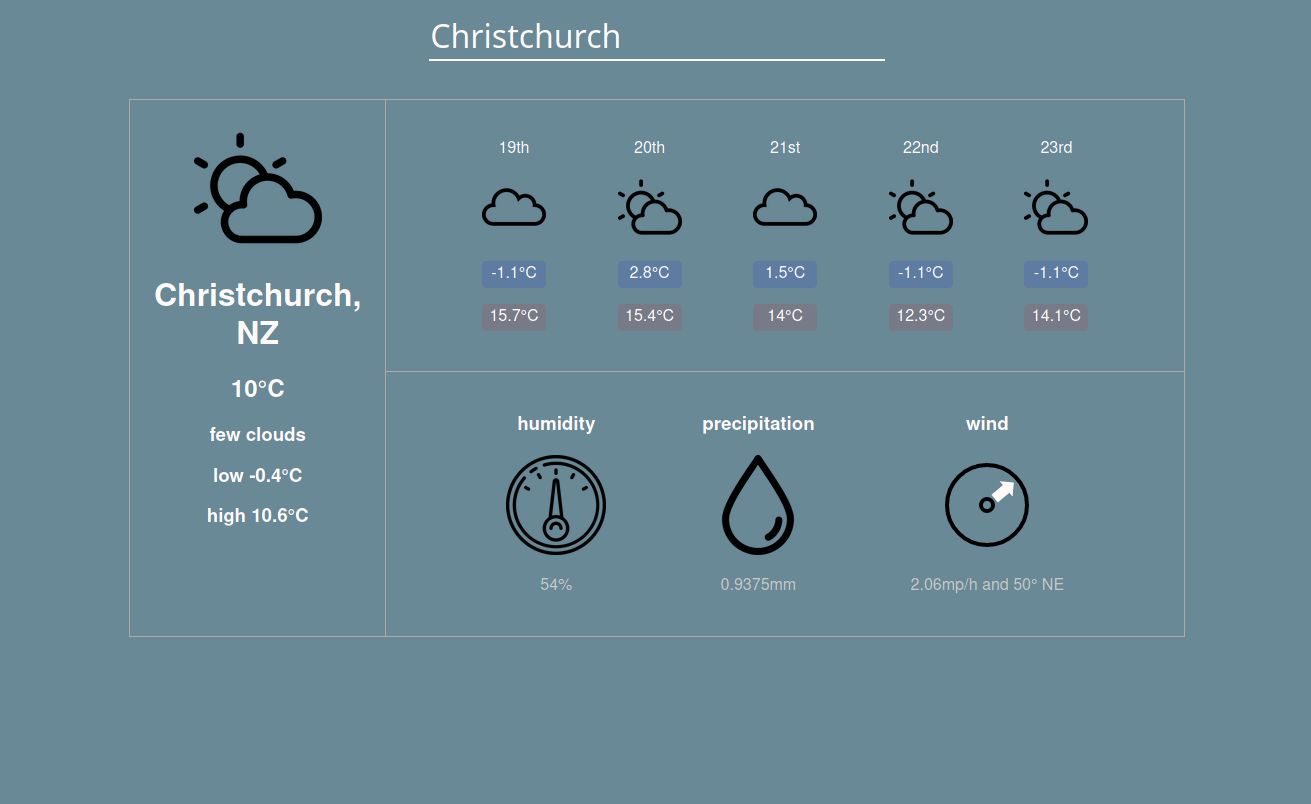 Christchurch
Christchurch,
NZ
10°C
few clouds
low -0.4°C
high 10.6°C
19th 20th 21st 22nd 23rd
-1.1°C 2.8°C 1.5°C -1.1°C -1.1°C
15.7°C 15.4°C 14°C 12.3°C 14.1°C
humidity precipitation wind
54% 0.9375mm 2.06mp/h and 50° NE